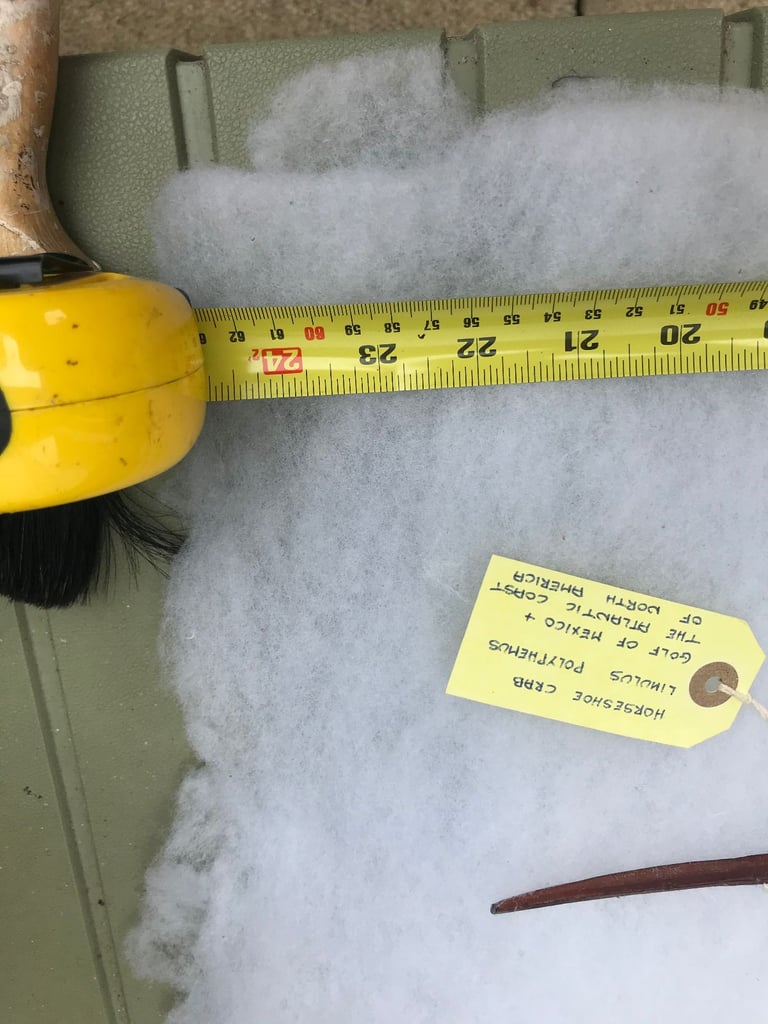 20 21 22 23 24
49 50 51 52 53 54 55 56 57 58 59 60 61 62
HORSESHOE CRAB
LIMULUS POLYPHEMUS
GOLF OF MEXICO +
THE ATLANTIC COAST
OF NORTH AMERICA